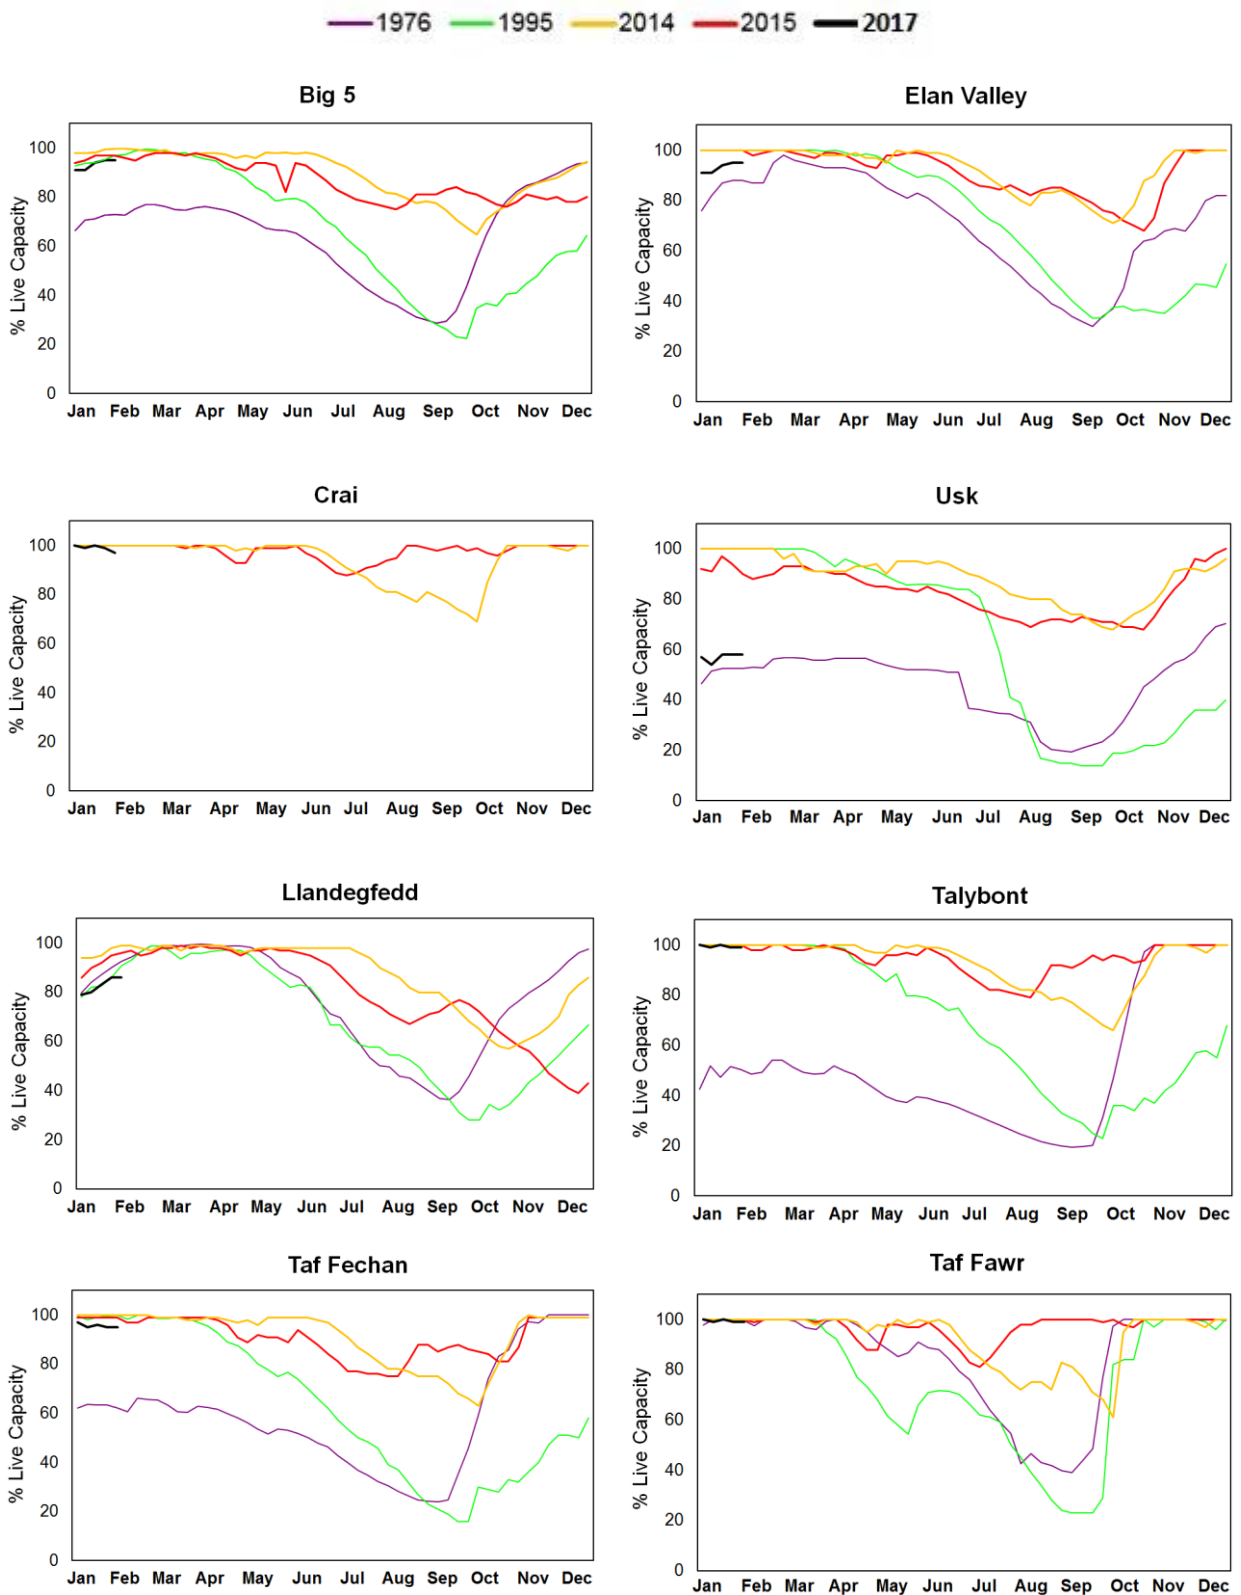 1976 1995 2014 2015 2017
Big 5
% Live Capacity
100
80
60
40
20
0
Jan Feb Mar Apr May Jun Jul Aug Sep Oct Nov Dec
Elan Valley
% Live Capacity
100
80
60
40
20
0
Jan Feb Mar Apr May Jun Jul Aug Sep Oct Nov Dec
Crai
% Live Capacity
100
80
60
40
20
0
Jan Feb Mar Apr May Jun Jul Aug Sep Oct Nov Dec
Usk
% Live Capacity
100
80
60
40
20
0
Jan Feb Mar Apr May Jun Jul Aug Sep Oct Nov Dec
Llandegfedd
% Live Capacity
100
80
60
40
20
0
Jan Feb Mar Apr May Jun Jul Aug Sep Oct Nov Dec
Talybont
% Live Capacity
100
80
60
40
20
0
Jan Feb Mar Apr May Jun Jul Aug Sep Oct Nov Dec
Taf Fechan
% Live Capacity
100
80
60
40
20
0
Jan Feb Mar Apr May Jun Jul Aug Sep Oct Nov Dec
Taf Fawr
% Live Capacity
100
80
60
40
20
0
Jan Feb Mar Apr May Jun Jul Aug Sep Oct Nov Dec